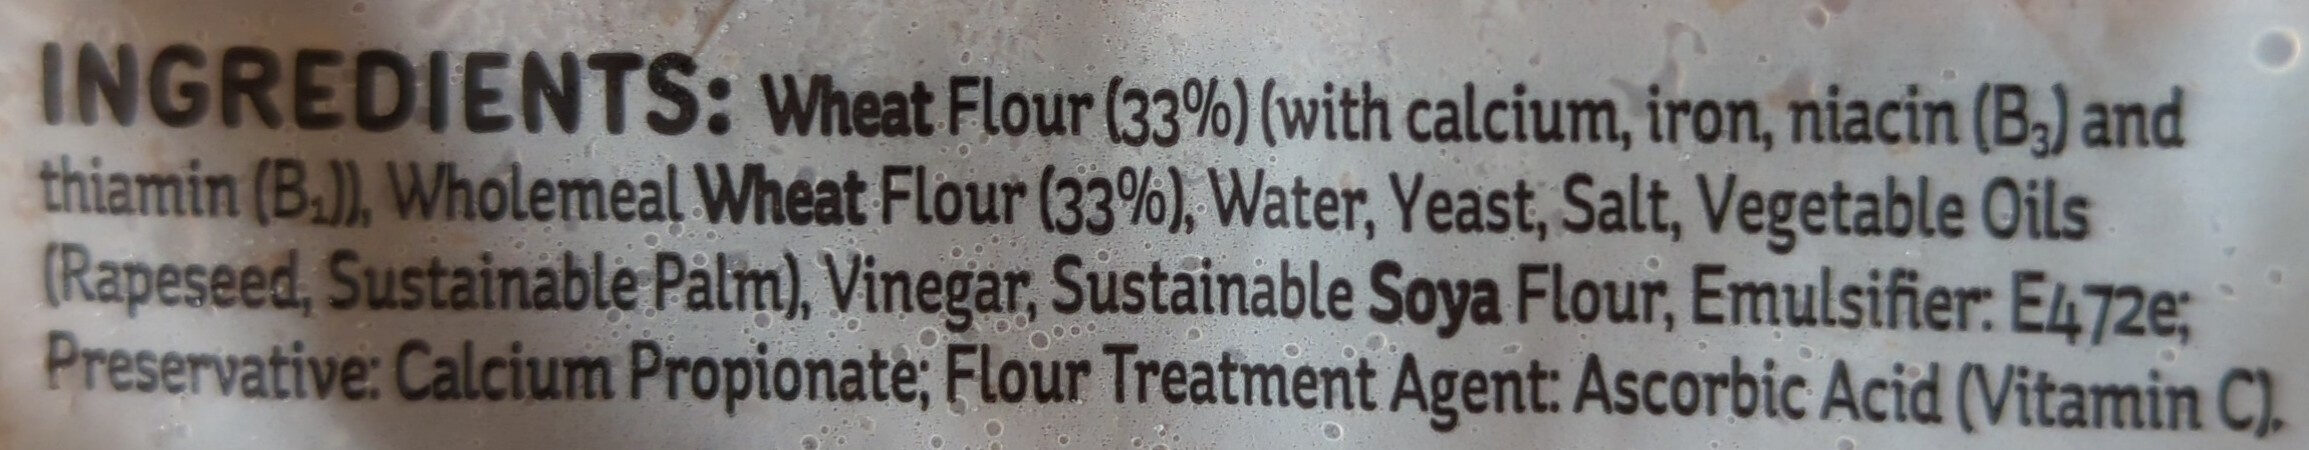 INGREDIENTS: Wheat Flour (33%) (with calcium, iron, niacin (B₃) and
thiamin (B₁)), Wholemeal Wheat Flour (33%), Water, Yeast, Salt, Vegetable Oils
(Rapeseed, Sustainable Palm), Vinegar, Sustainable Soya Flour, Emulsifier: E472e;
Preservative: Calcium Propionate; Flour Treatment Agent: Ascorbic Acid (Vitamin C).